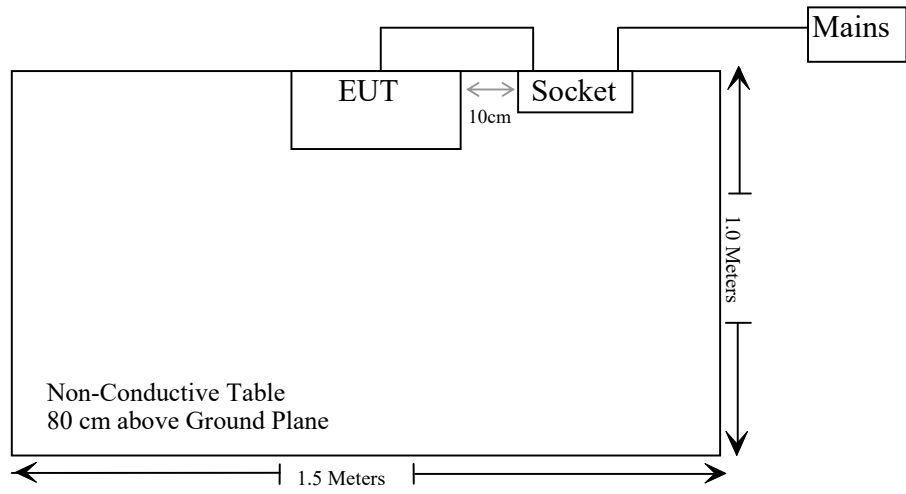 Mains
EUT
Socket
10cm
1.0 Meters
Non-Conductive Table
80 cm above Ground Plane
1.5 Meters